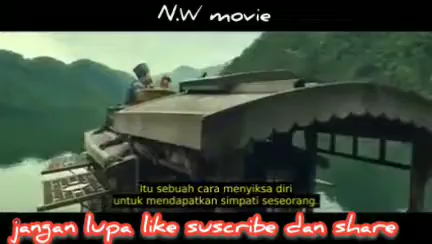 N.W movie
Itu sebuah cara menyiksa diri
untuk mendapatkan simpati seseorang.
jangan lupa like suscribe dan share